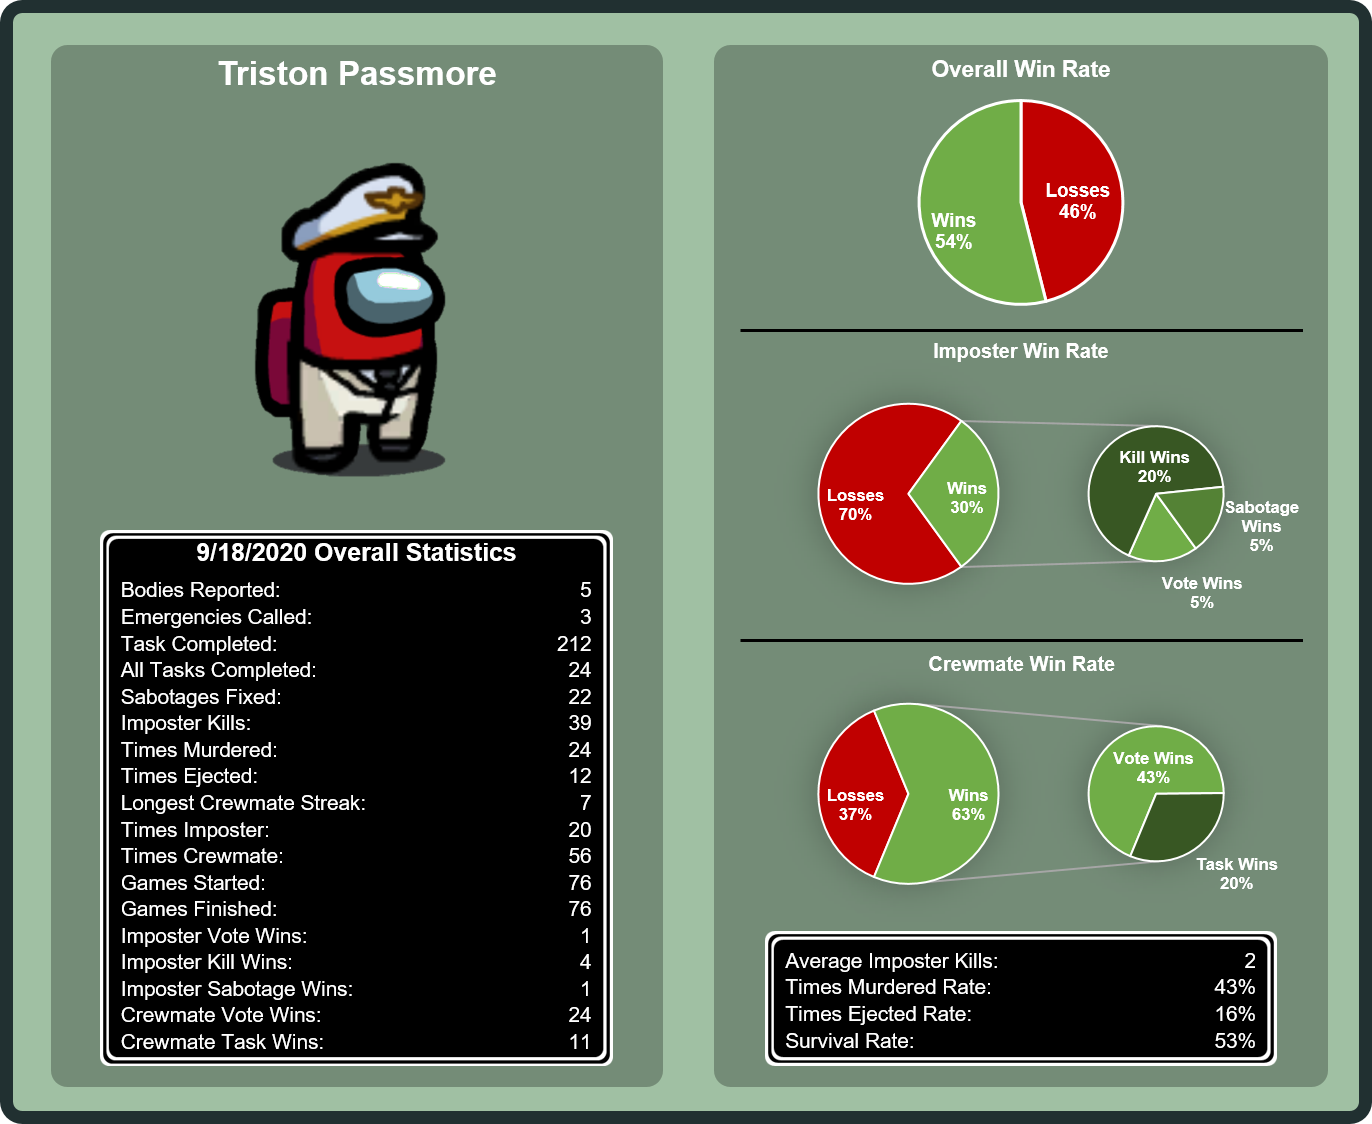 Triston Passmore
9/18/2020 Overall Statistics
Bodies Reported: 5
Emergencies Called: 3
Task Completed: 212
All Tasks Completed: 24
Sabotages Fixed: 22
Imposter Kills: 39
Times Murdered: 24
Times Ejected: 12
Longest Crewmate Streak: 7
Times Imposter: 20
Times Crewmate: 56
Games Started: 76
Games Finished: 76
Imposter Vote Wins: 1
Imposter Kill Wins: 4
Imposter Sabotage Wins: 1
Crewmate Vote Wins: 24
Crewmate Task Wins: 11
Overall Win Rate
Losses
46%
Wins
54%
Imposter Win Rate
Losses
70%
Wins
30%
Kill Wins
20%
Sabotage
Wins
5%
Vote Wins
5%
Crewmate Win Rate
Losses
37%
Wins
63%
Vote Wins
43%
Task Wins
20%
Average Imposter Kills: 2
Times Murdered Rate: 43%
Times Ejected Rate: 16%
Survival Rate: 53%